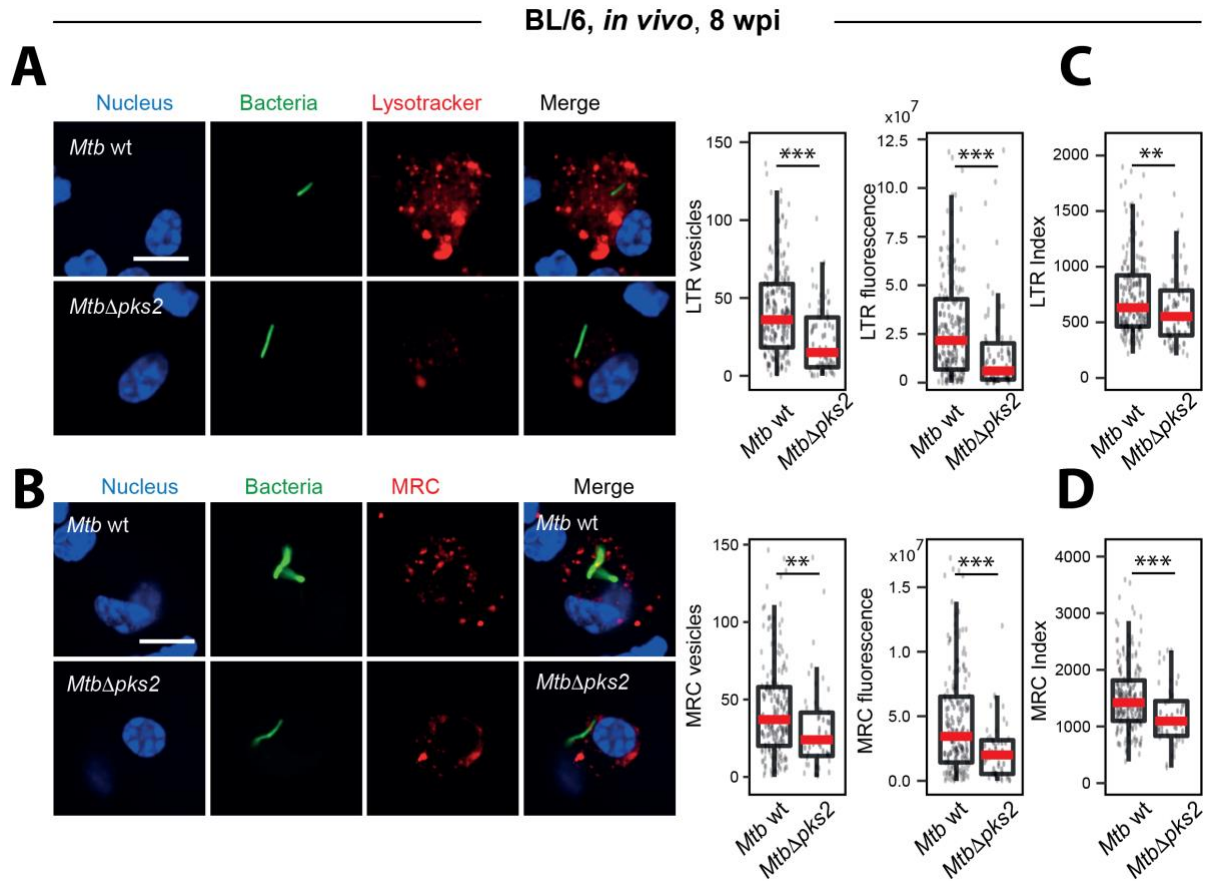 BL/6, in vivo, 8 wpi
A
Nucleus Bacteria Lysotracker Merge
Mtb wt
MtbΔpks2
LTR vesicles
150
100
50
0
***
Mtb wt MtbΔpks2
x10⁷
LTR fluorescence
12.5
10.0
7.5
5.0
2.5
0
***
Mtb wt MtbΔpks2
C
LTR Index
2000
1500
1000
500
0
**
Mtb wt MtbΔpks2
B
Nucleus Bacteria MRC Merge
Mtb wt Mtb wt
MtbΔpks2 MtbΔpks2
MRC vesicles
150
100
50
0
**
Mtb wt MtbΔpks2
x10⁷
MRC fluorescence
1.5
1.0
5.0
0.0
***
Mtb wt MtbΔpks2
D
MRC Index
4000
3000
2000
1000
0
***
Mtb wt MtbΔpks2